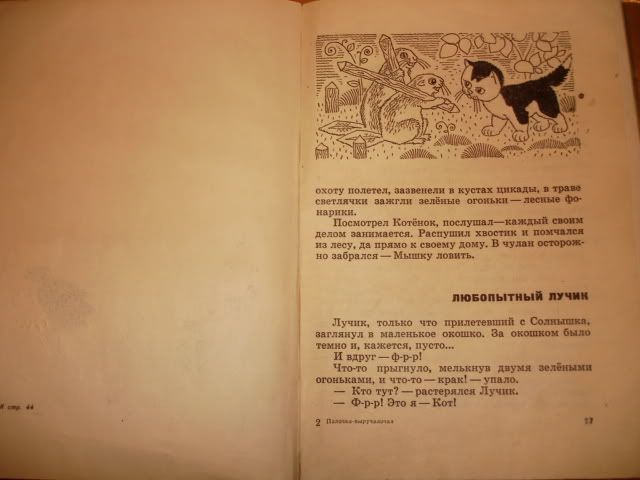 К стр. 44
охоту полетел, зазвенели в кустах цикады, в траве
светлячки зажгли зелёные огоньки — лесные фо-
нарики.
Посмотрел Котёнок, послушал—каждый своим
делом занимается. Распушил хвостик и помчался
из лесу, да прямо к своему дому. В чулан осторож-
но забрался — Мышку ловить.
ЛЮБОПЫТНЫЙ ЛУЧИК
Лучик, только что прилетевший с Солнышка,
заглянул в маленькое окошко. За окошком было
темно и, кажется, пусто...
И вдруг — ф-р-р!
Что-то прыгнуло, мелькнув двумя зелёными
огоньками, и что-то — крак! — упало.
— Кто тут? — растерялся Лучик.
— Ф-р-р! Это я — Кот!
2 Палочка-выручалочка